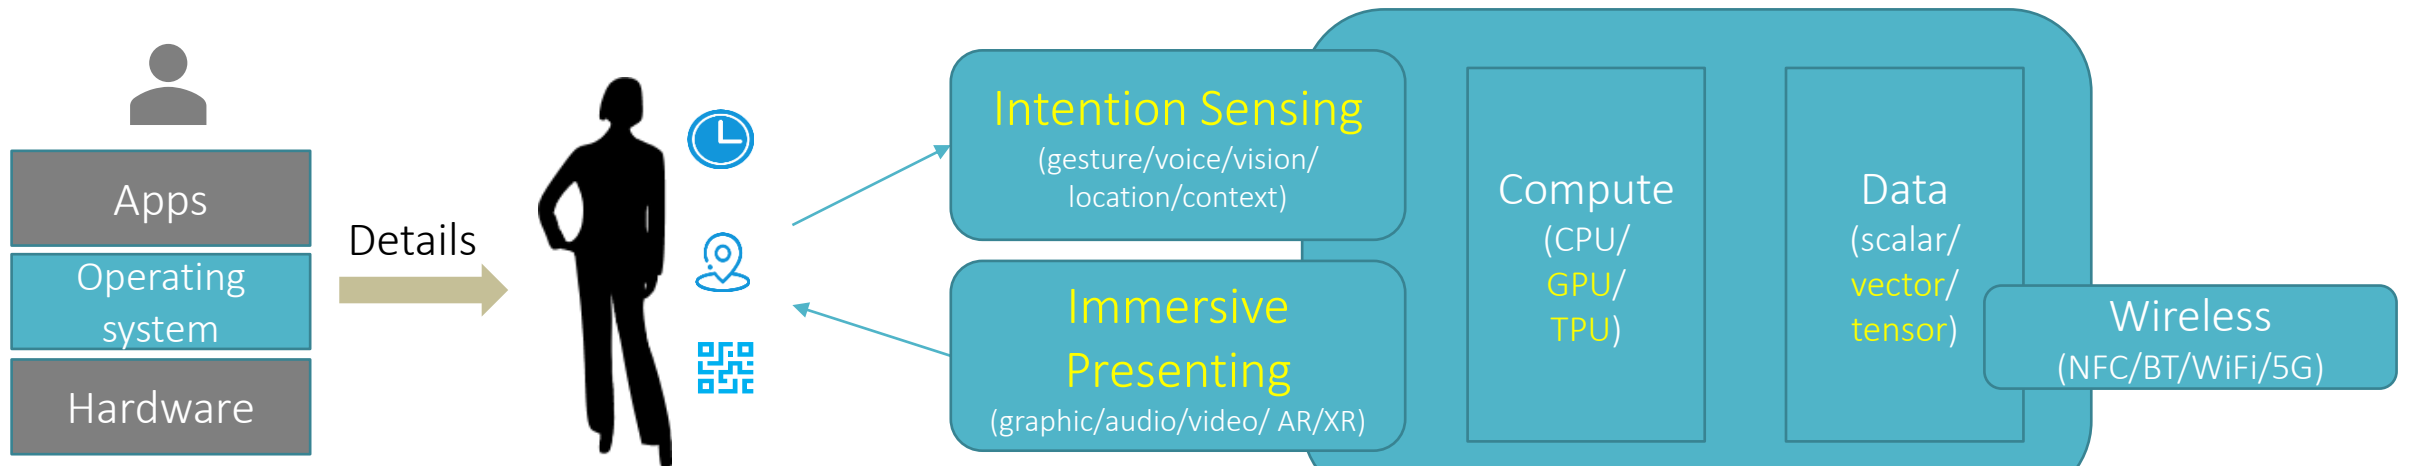 Apps
Operating
system
Hardware
Details
Intention Sensing
(gesture/voice/vision/
location/context)
Immersive
Presenting
(graphic/audio/video/ AR/XR)
Compute
(CPU/
GPU/
TPU)
Data
(scalar/
vector/
tensor)
Wireless
(NFC/BT/WiFi/5G)